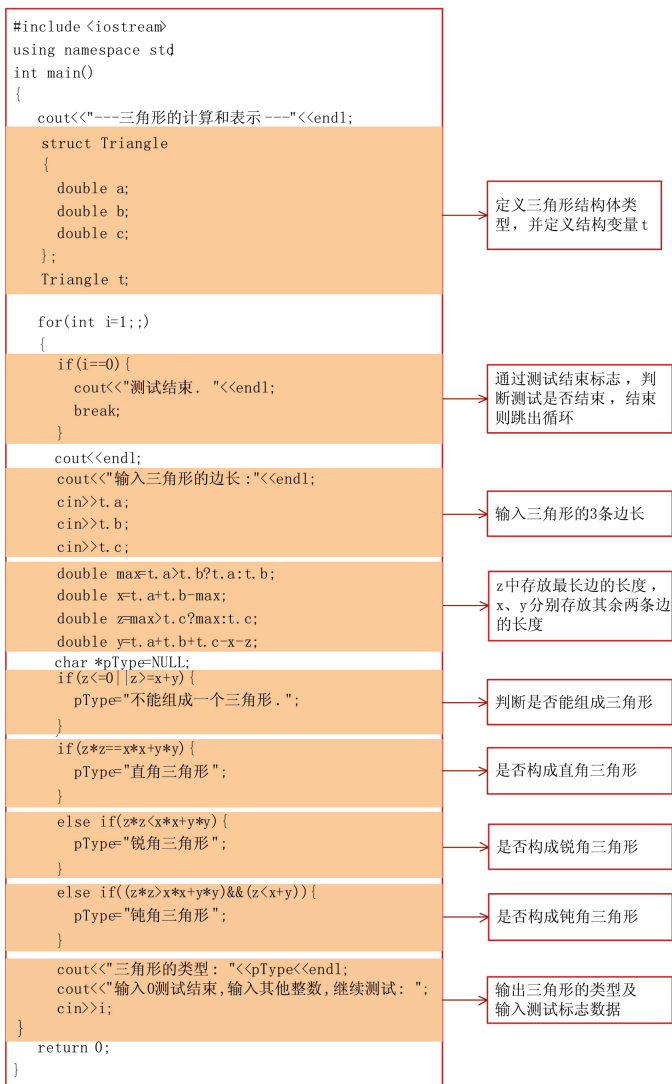 #include <iostream>
using namespace std;
int main()
{
cout<<"---三角形的计算和表示---"<<endl;
struct Triangle
{
double a;
double b;
double c;
};
Triangle t;
定义三角形结构体类
型，并定义结构变量t
for(int i=1;;)
{
if(i==0){
cout<<"测试结束. "<<endl;
break;
}
通过测试结束标志，判
断测试是否结束，结束
则跳出循环
cout<<endl;
cout<<"输入三角形的边长:"<<endl;
cin>>t.a;
cin>>t.b;
cin>>t.c;
输入三角形的3条边长
double max=t.a>t.b?t.a:t.b;
double x=t.a+t.b-max;
double z=max>t.c?max:t.c;
double y=t.a+t.b+t.c-x-z;
z中存放最长边的长度，
x、y分别存放其余两条边
的长度
char *pType=NULL;
if(z<=0||z>=x+y){
pType="不能组成一个三角形.";
}
判断是否能组成三角形
if(z*z==x*x+y*y){
pType="直角三角形";
}
是否构成直角三角形
else if(z*z<x*x+y*y){
pType="锐角三角形";
}
是否构成锐角三角形
else if((z*z>x*x+y*y)&&(z<x+y)){
pType="钝角三角形";
}
是否构成钝角三角形
cout<<"三角形的类型: "<<pType<<endl;
cout<<"输入0测试结束,输入其他整数,继续测试: ";
cin>>i;
}
输出三角形的类型及
输入测试标志数据
return 0;
}